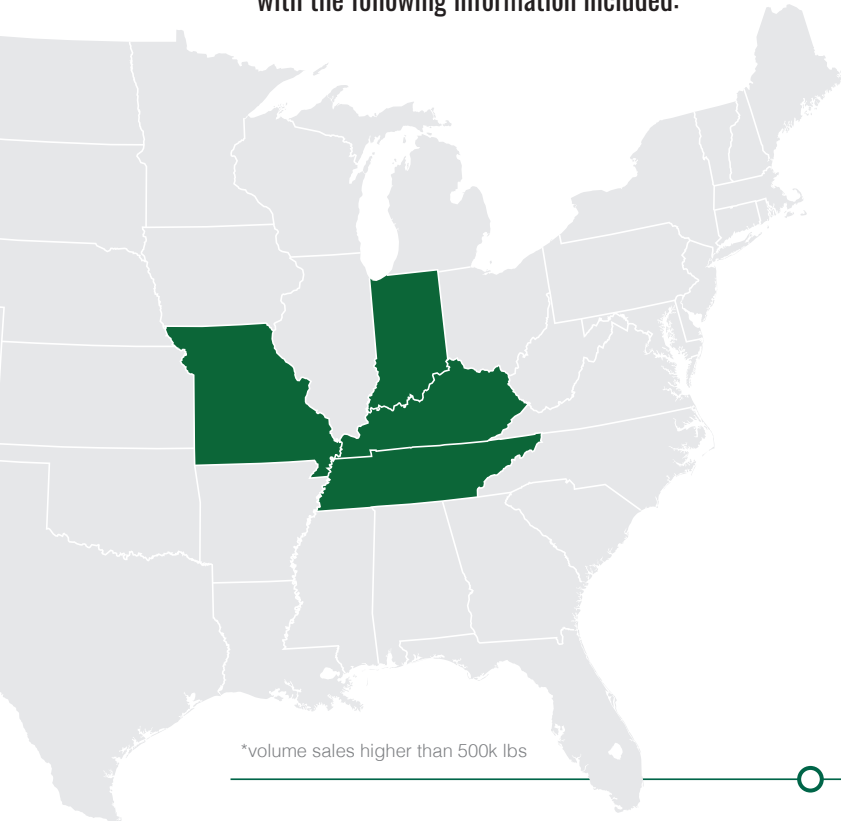 with the following information included:
*volume sales higher than 500k lbs